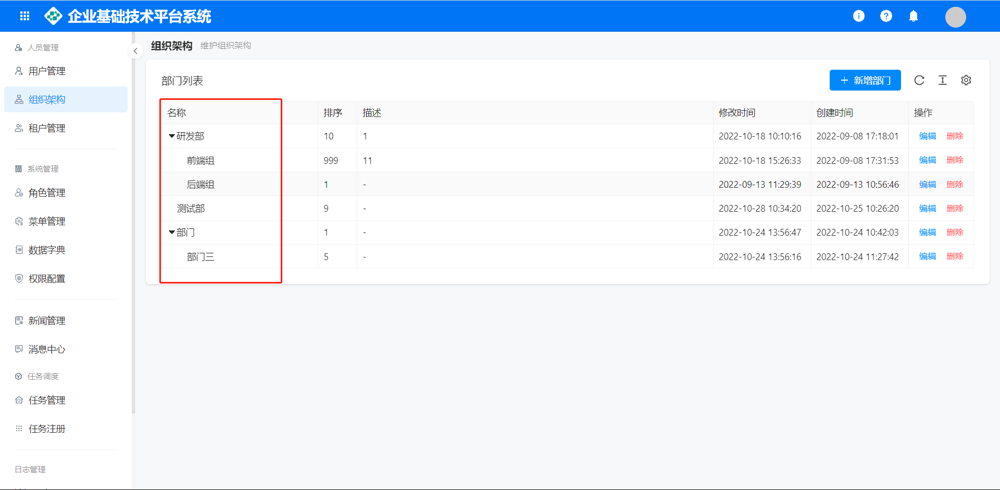 企业基础技术平台系统
人员管理
用户管理
组织架构
租户管理
系统管理
角色管理
菜单管理
数据字典
权限配置
新闻管理
消息中心
任务调度
任务管理
任务注册
日志管理
组织架构 维护组织架构
部门列表
新增部门
名称 排序 描述 修改时间 创建时间 操作
研发部 10 1 2022-10-18 10:10:16 2022-09-08 17:18:01 编辑 删除
前端组 999 11 2022-10-18 15:26:33 2022-09-08 17:31:53 编辑 删除
后端组 1 - 2022-09-13 11:29:39 2022-09-13 10:56:46 编辑 删除
测试部 9 - 2022-10-28 10:34:20 2022-10-25 10:26:20 编辑 删除
部门 1 - 2022-10-24 13:56:47 2022-10-24 10:42:03 编辑 删除
部门三 5 - 2022-10-24 13:56:16 2022-10-24 11:27:42 编辑 删除